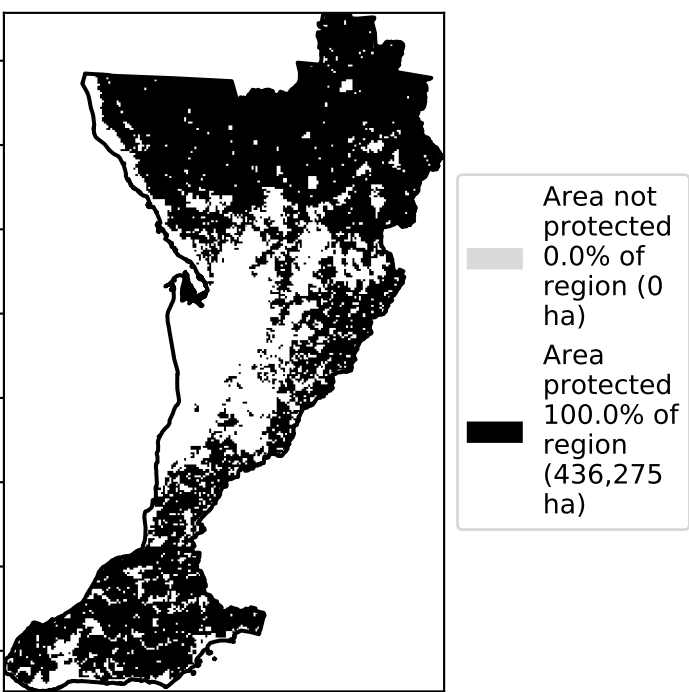 Area not
protected
0.0% of
region (0
ha)
Area
protected
100.0% of
region
(436,275
ha)